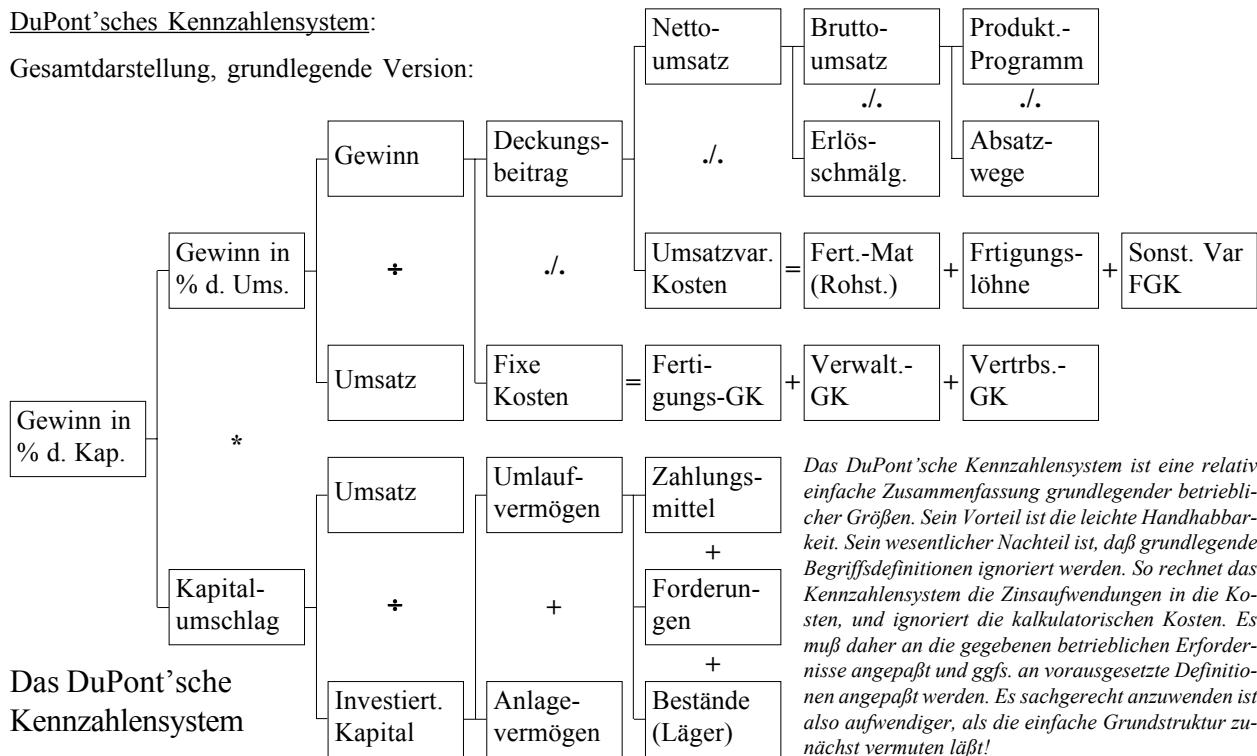 DuPont'sches Kennzahlensystem:
Gesamtdarstellung, grundlegende Version:
Netto-
umsatz
Brutto-
umsatz
Produkt.-
Programm
./.
./.
Gewinn
Deckungs-
beitrag
./.
Erlös-
schmälg.
Absatz-
wege
Gewinn in
% d. Ums.
÷
./.
Umsatzvar.
Kosten
=
Fert.-Mat
(Rohst.)
+
Frtigungs-
löhne
+
Sonst. Var
FGK
Umsatz
Fixe
Kosten
=
Ferti-
gungs-GK
+
Verwalt.-
GK
+
Vertrbs.-
GK
Gewinn in
% d. Kap.
*
Umsatz
Umlauf-
vermögen
Zahlungs-
mittel
+
Kapital-
umschlag
÷
+
Forderun-
gen
+
Investiert.
Kapital
Anlage-
vermögen
Bestände
(Läger)
Das DuPont'sche Kennzahlensystem ist eine relativ
einfache Zusammenfassung grundlegender betriebli-
cher Größen. Sein Vorteil ist die leichte Handhabbar-
keit. Sein wesentlicher Nachteil ist, daß grundlegende
Begriffsdefinitionen ignoriert werden. So rechnet das
Kennzahlensystem die Zinsaufwendungen in die Ko-
sten, und ignoriert die kalkulatorischen Kosten. Es
muß daher an die gegebenen betrieblichen Erforder-
nisse angepaßt und ggfs. an vorausgesetzte Definitio-
nen angepaßt werden. Es sachgerecht anzuwenden ist
also aufwendiger, als die einfache Grundstruktur zu-
nächst vermuten läßt!
Das DuPont'sche
Kennzahlensystem